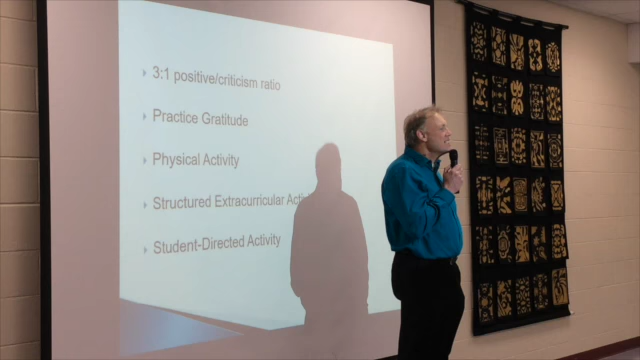 3:1 positive/criticism ratio
Practice Gratitude
Physical Activity
Structured Extracurricular
Student-Directed Activity